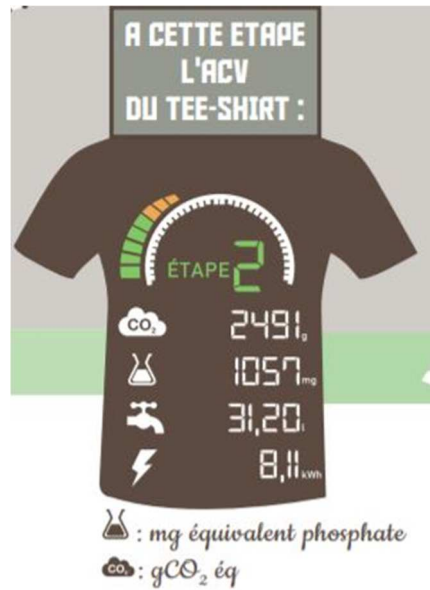 A CETTE ETAPE
L'ACV
DU TEE-SHIRT :
ÉTAPE 2
CO₂ 2491g
1057mg
31,20l
8,11kWh
: mg équivalent phosphate
CO₂ : gCO₂ éq